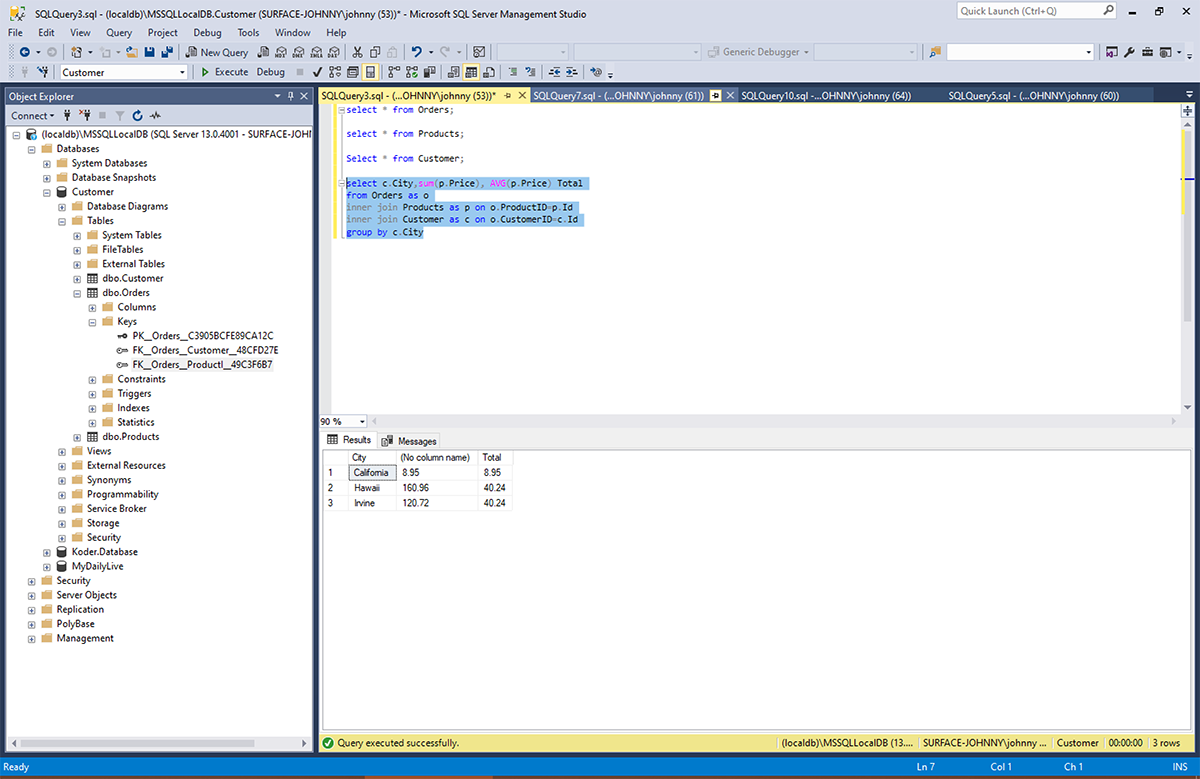 SQLQuery3.sql - (localdb)\MSSQLLocalDB.Customer (SURFACE-JOHNNY\johnny (53))* - Microsoft SQL Server Management Studio
Quick Launch (Ctrl+Q)
File Edit View Query Project Debug Tools Window Help
New Query
Generic Debugger
Customer
Execute Debug
Object Explorer
Connect
(localdb)\MSSQLLocalDB (SQL Server 13.0.4001 - SURFACE-JOHN
Databases
System Databases
Database Snapshots
Customer
Database Diagrams
Tables
System Tables
FileTables
External Tables
dbo.Customer
dbo.Orders
Columns
Keys
PK__Orders__C3905BCFE89CA12C
FK__Orders__Customer__48CFD27E
FK__Orders__ProductI__49C3F6B7
Constraints
Triggers
Indexes
Statistics
dbo.Products
Views
External Resources
Synonyms
Programmability
Service Broker
Storage
Security
Koder.Database
MyDailyLive
Security
Server Objects
Replication
PolyBase
Management
SQLQuery3.sql - (...OHNNY\johnny (53))* SQLQuery7.sql - (...OHNNY\johnny (61)) SQLQuery10.sql -...OHNNY\johnny (64)) SQLQuery5.sql - (...OHNNY\johnny (60))
select * from Orders;
select * from Products;
Select * from Customer;
select c.City,sum(p.Price), AVG(p.Price) Total
from Orders as o
inner join Products as p on o.ProductID=p.Id
inner join Customer as c on o.CustomerID=c.Id
group by c.City
90 %
Results Messages
City (No column name) Total
1 California 8.95 8.95
2 Hawaii 160.96 40.24
3 Irvine 120.72 40.24
Query executed successfully.
(localdb)\MSSQLLocalDB (13.... SURFACE-JOHNNY\johnny ... Customer 00:00:00 3 rows
Ready
Ln 7 Col 1 Ch 1 INS